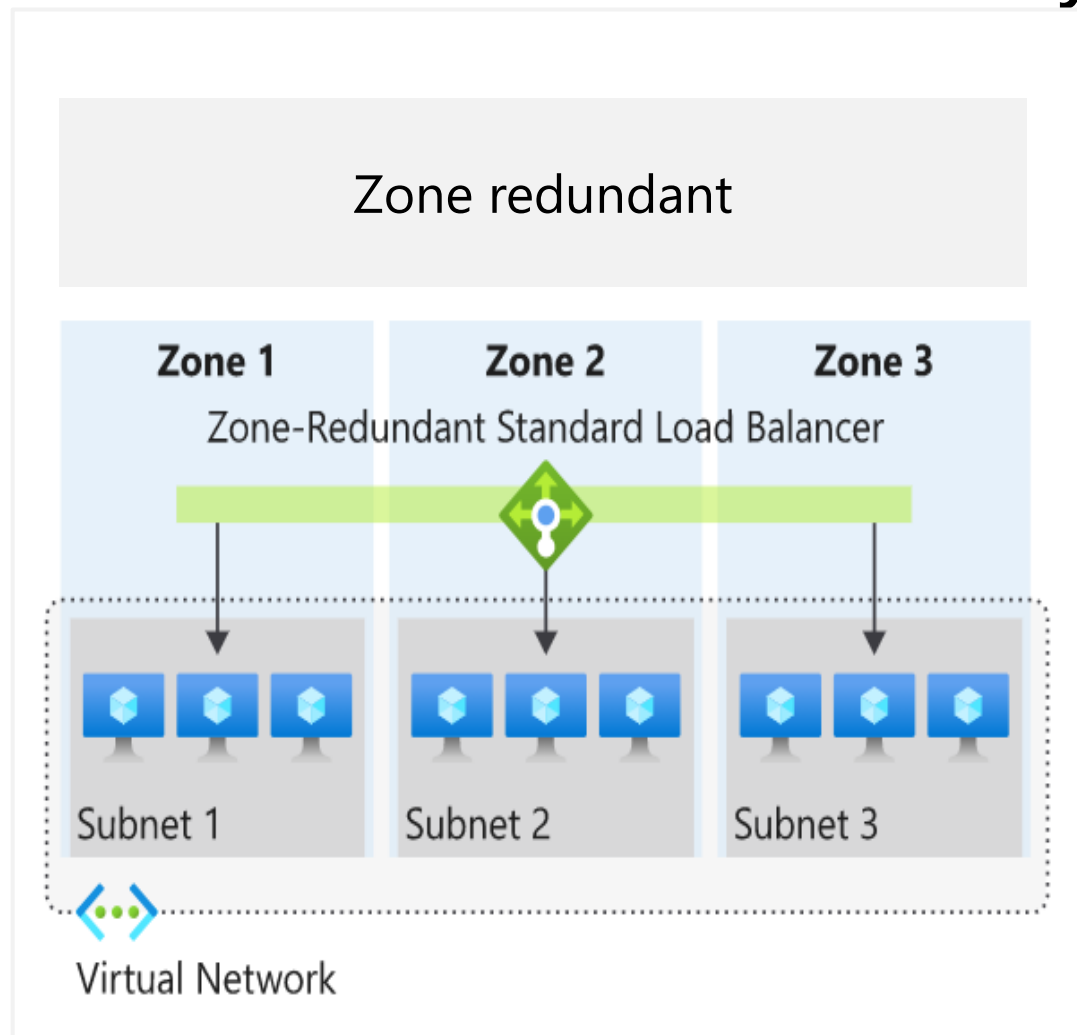 Zone redundant
Zone 1
Zone 2
Zone 3
Zone-Redundant Standard Load Balancer
Subnet 1
Subnet 2
Subnet 3
Virtual Network